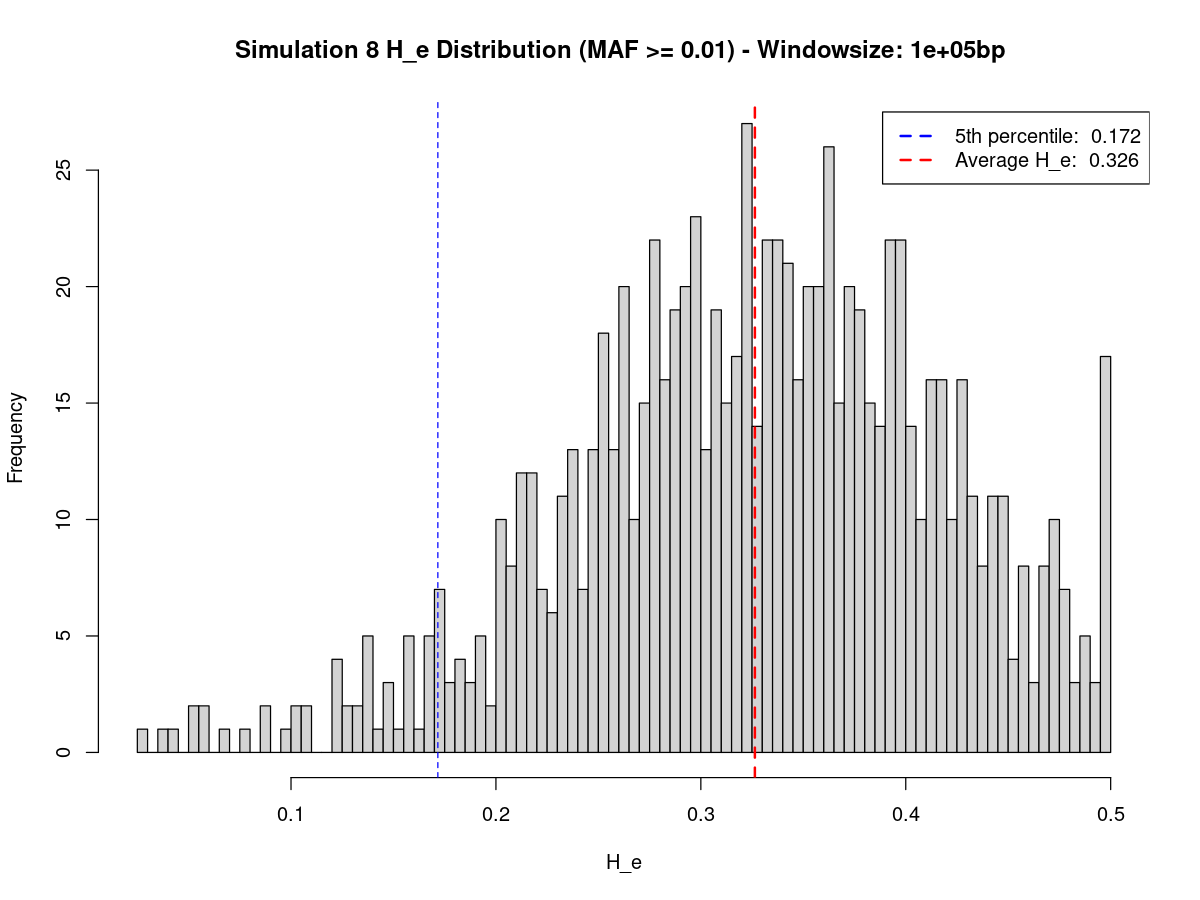 Simulation 8 H_e Distribution (MAF >= 0.01) - Windowsize: 1e+05bp
5th percentile: 0.172
Average H_e: 0.326
Frequency
25
20
15
10
5
0
0.1 0.2 0.3 0.4 0.5
H_e